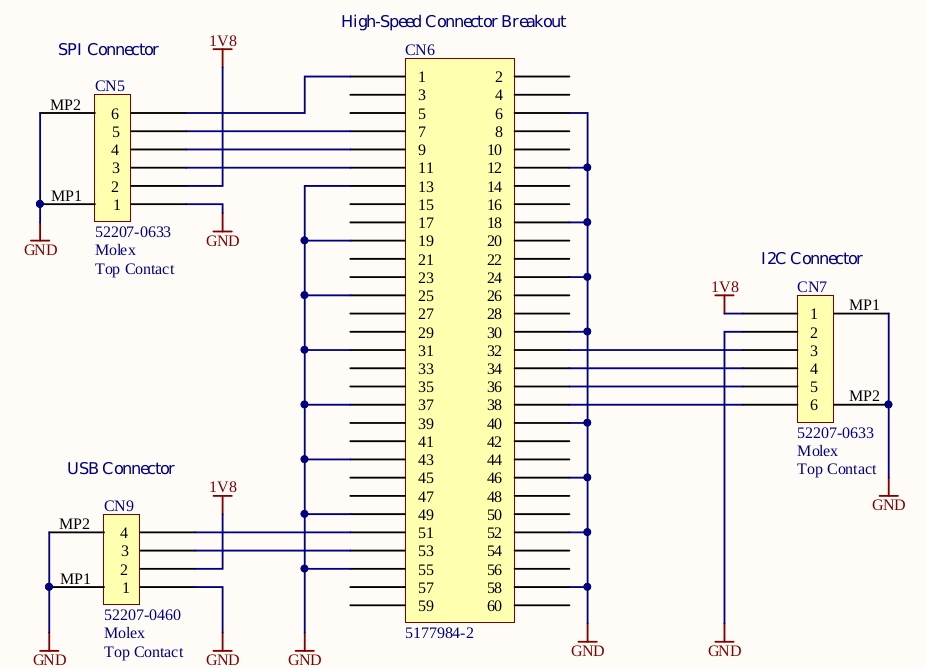 High-Speed Connector Breakout
SPI Connector
1V8
CN6
CN5
MP2
6
5
4
3
2
1
MP1
52207-0633
Molex
Top Contact
GND
GND
1 2
3 4
5 6
7 8
9 10
11 12
13 14
15 16
17 18
19 20
21 22
23 24
25 26
27 28
29 30
31 32
33 34
35 36
37 38
39 40
41 42
43 44
45 46
47 48
49 50
51 52
53 54
55 56
57 58
59 60
5177984-2
I2C Connector
1V8
CN7
1
2
3
4
5
6
MP1
MP2
52207-0633
Molex
Top Contact
GND
USB Connector
1V8
CN9
MP2
4
3
2
1
MP1
52207-0460
Molex
Top Contact
GND
GND
GND
GND
GND